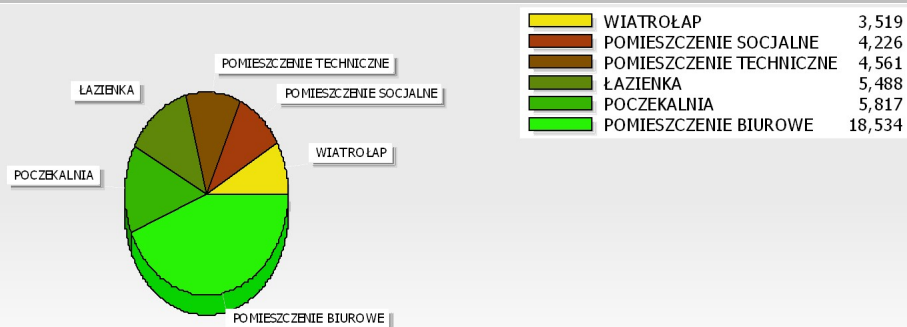 WIATROŁAP 3,519
POMIESZCZENIE SOCJALNE 4,226
POMIESZCZENIE TECHNICZNE 4,561
ŁAZIENKA 5,488
POCZEKALNIA 5,817
POMIESZCZENIE BIUROWE 18,534
POMIESZCZENIE TECHNICZNE
ŁAZIENKA
POMIESZCZENIE SOCJALNE
WIATROŁAP
POCZEKALNIA
POMIESZCZENIE BIUROWE